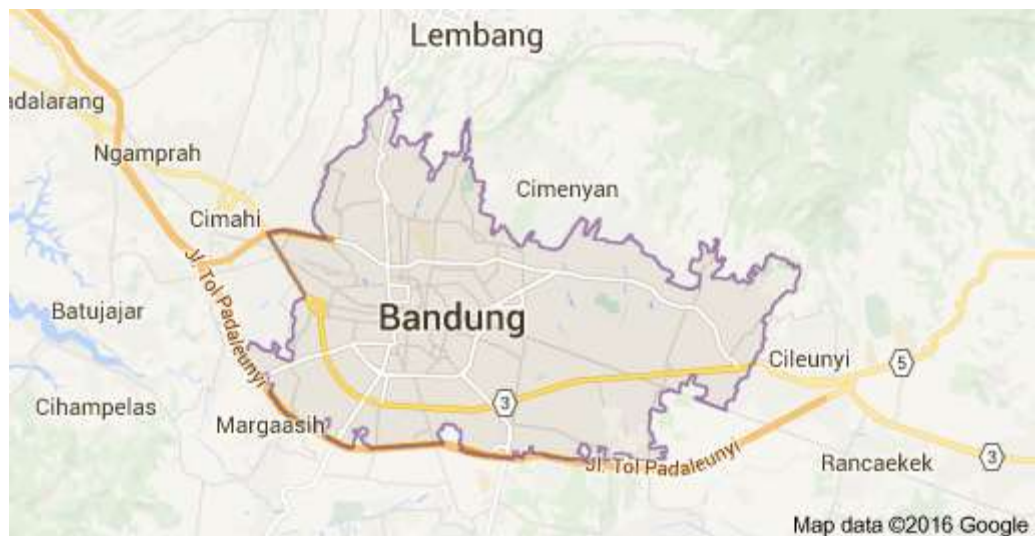 Lembang
adalarang
Ngamprah
Cimenyan
Cimahi
Jl. Tol Padaleunyi
Batujajar
Bandung
Cileunyi
5
Cihampelas
3
Margaasih
Jl. Tol Padaleunyi
Rancaekek
3
Map data ©2016 Google